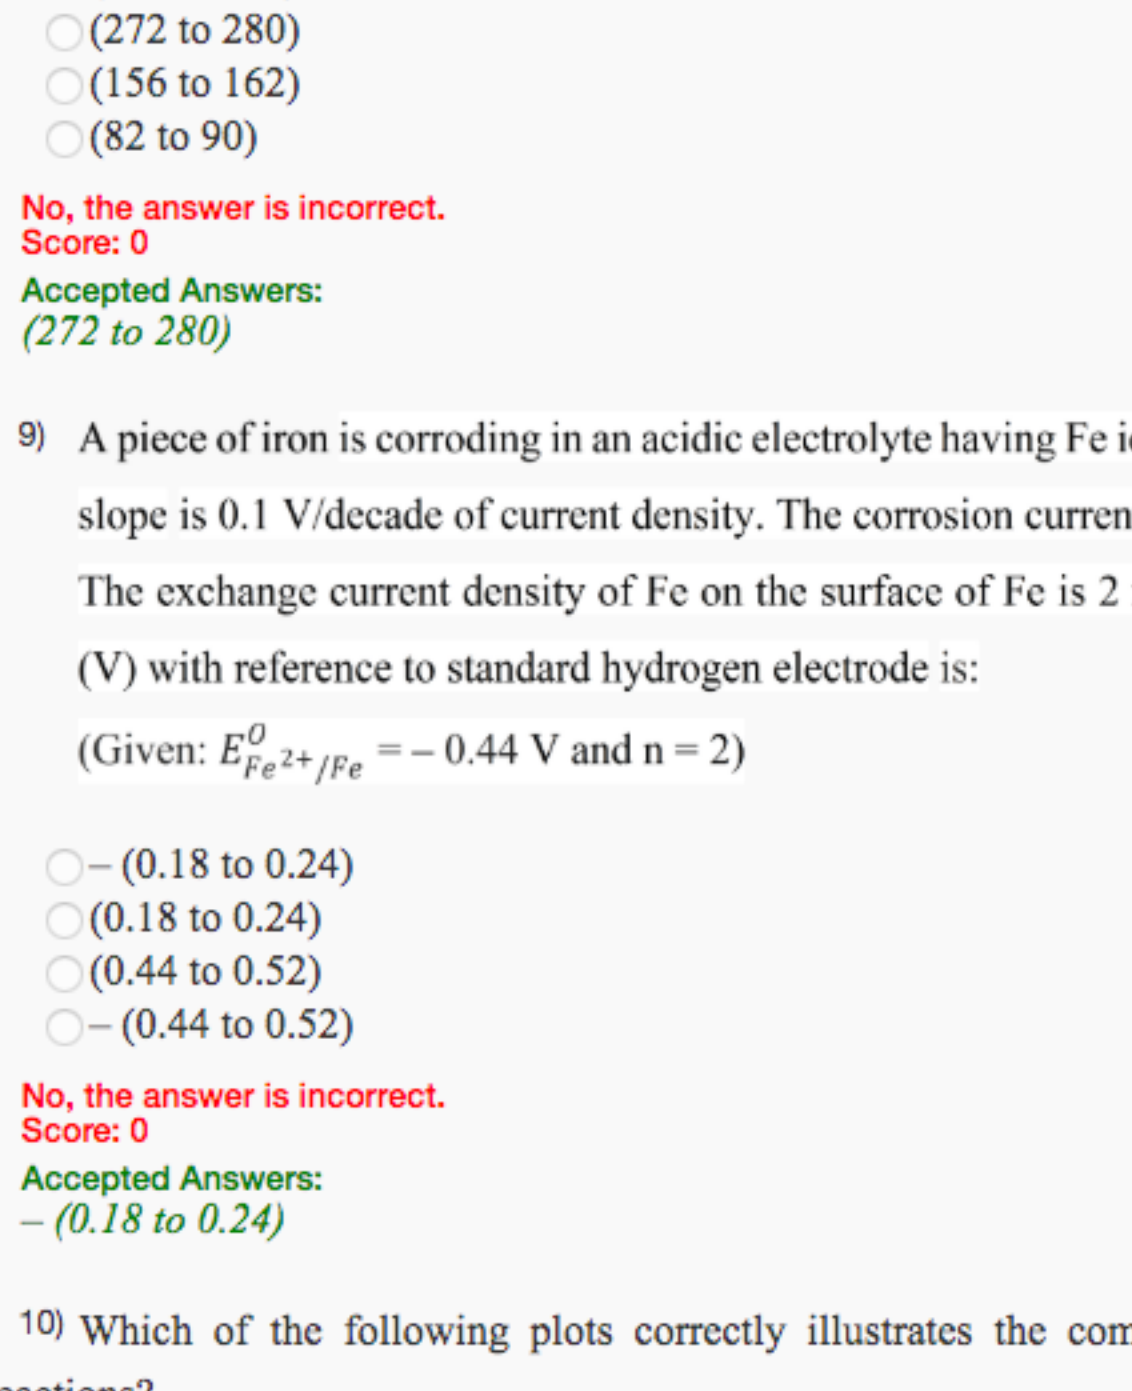 (272 to 280)
(156 to 162)
(82 to 90)
No, the answer is incorrect.
Score: 0
Accepted Answers:
(272 to 280)
9) A piece of iron is corroding in an acidic electrolyte having Fe
slope is 0.1 V/decade of current density. The corrosion curren
The exchange current density of Fe on the surface of Fe is 2
(V) with reference to standard hydrogen electrode is:
(Given: E⁰Fe²⁺/Fe = – 0.44 V and n = 2)
– (0.18 to 0.24)
(0.18 to 0.24)
(0.44 to 0.52)
– (0.44 to 0.52)
No, the answer is incorrect.
Score: 0
Accepted Answers:
– (0.18 to 0.24)
10) Which of the following plots correctly illustrates the com